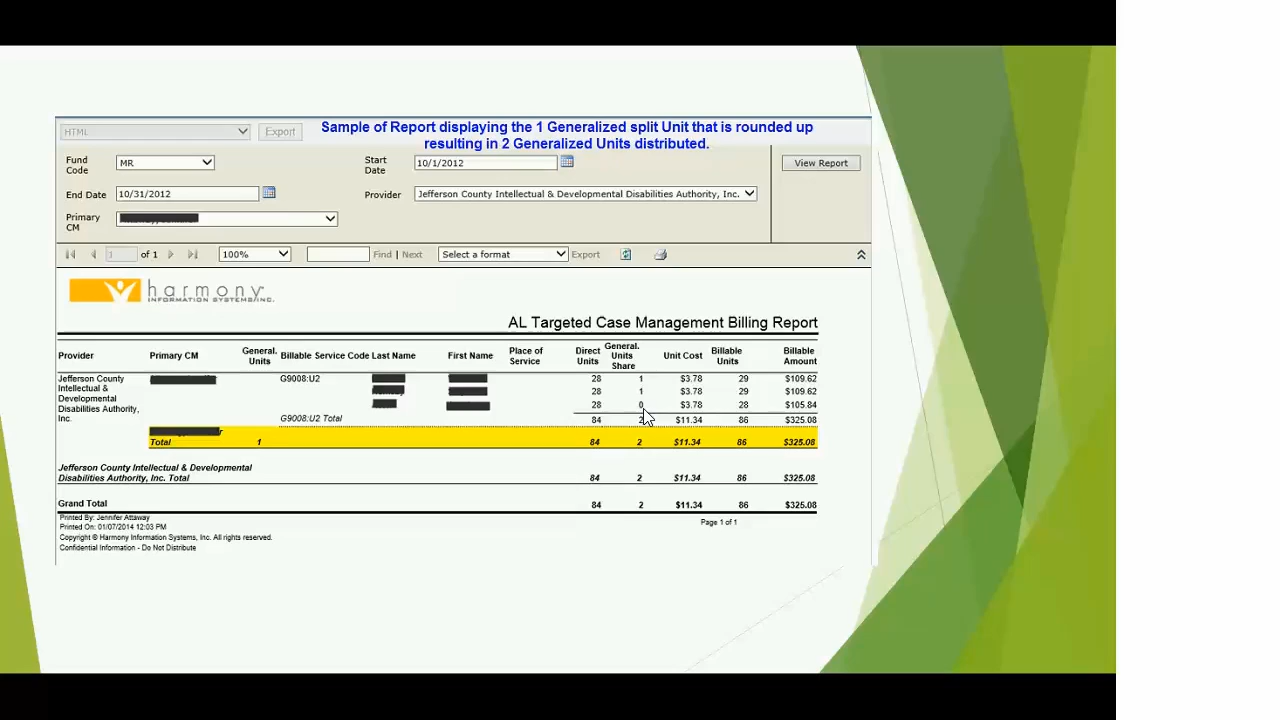 Sample of Report displaying the 1 Generalized split Unit that is rounded up
resulting in 2 Generalized Units distributed.
HTML Export
Fund Code MR Start Date 10/1/2012 View Report
End Date 10/31/2012 Provider Jefferson County Intellectual & Developmental Disabilities Authority, Inc.
Primary CM
1 of 1 100% Find | Next Select a format Export
harmony
INFORMATION SYSTEMS, INC.
AL Targeted Case Management Billing Report
Provider Primary CM General. Units Billable Service Code Last Name First Name Place of Service Direct Units General. Units Share Unit Cost Billable Units Billable Amount
Jefferson County G9008:U2 28 1 $3.78 29 $109.62
Intellectual &
28 1 $3.78 29 $109.62
Developmental
Disabilities Authority, 28 0 $3.78 28 $105.84
Inc. G9008:U2 Total 84 2 $11.34 86 $325.08
Total 1 84 2 $11.34 86 $325.08
Jefferson County Intellectual & Developmental
Disabilities Authority, Inc. Total 84 2 $11.34 86 $325.08
Grand Total 84 2 $11.34 86 $325.08
Printed By: Jennifer Attaway
Printed On: 01/07/2014 12:03 PM
Page 1 of 1
Copyright © Harmony Information Systems, Inc. All rights reserved.
Confidential Information - Do Not Distribute